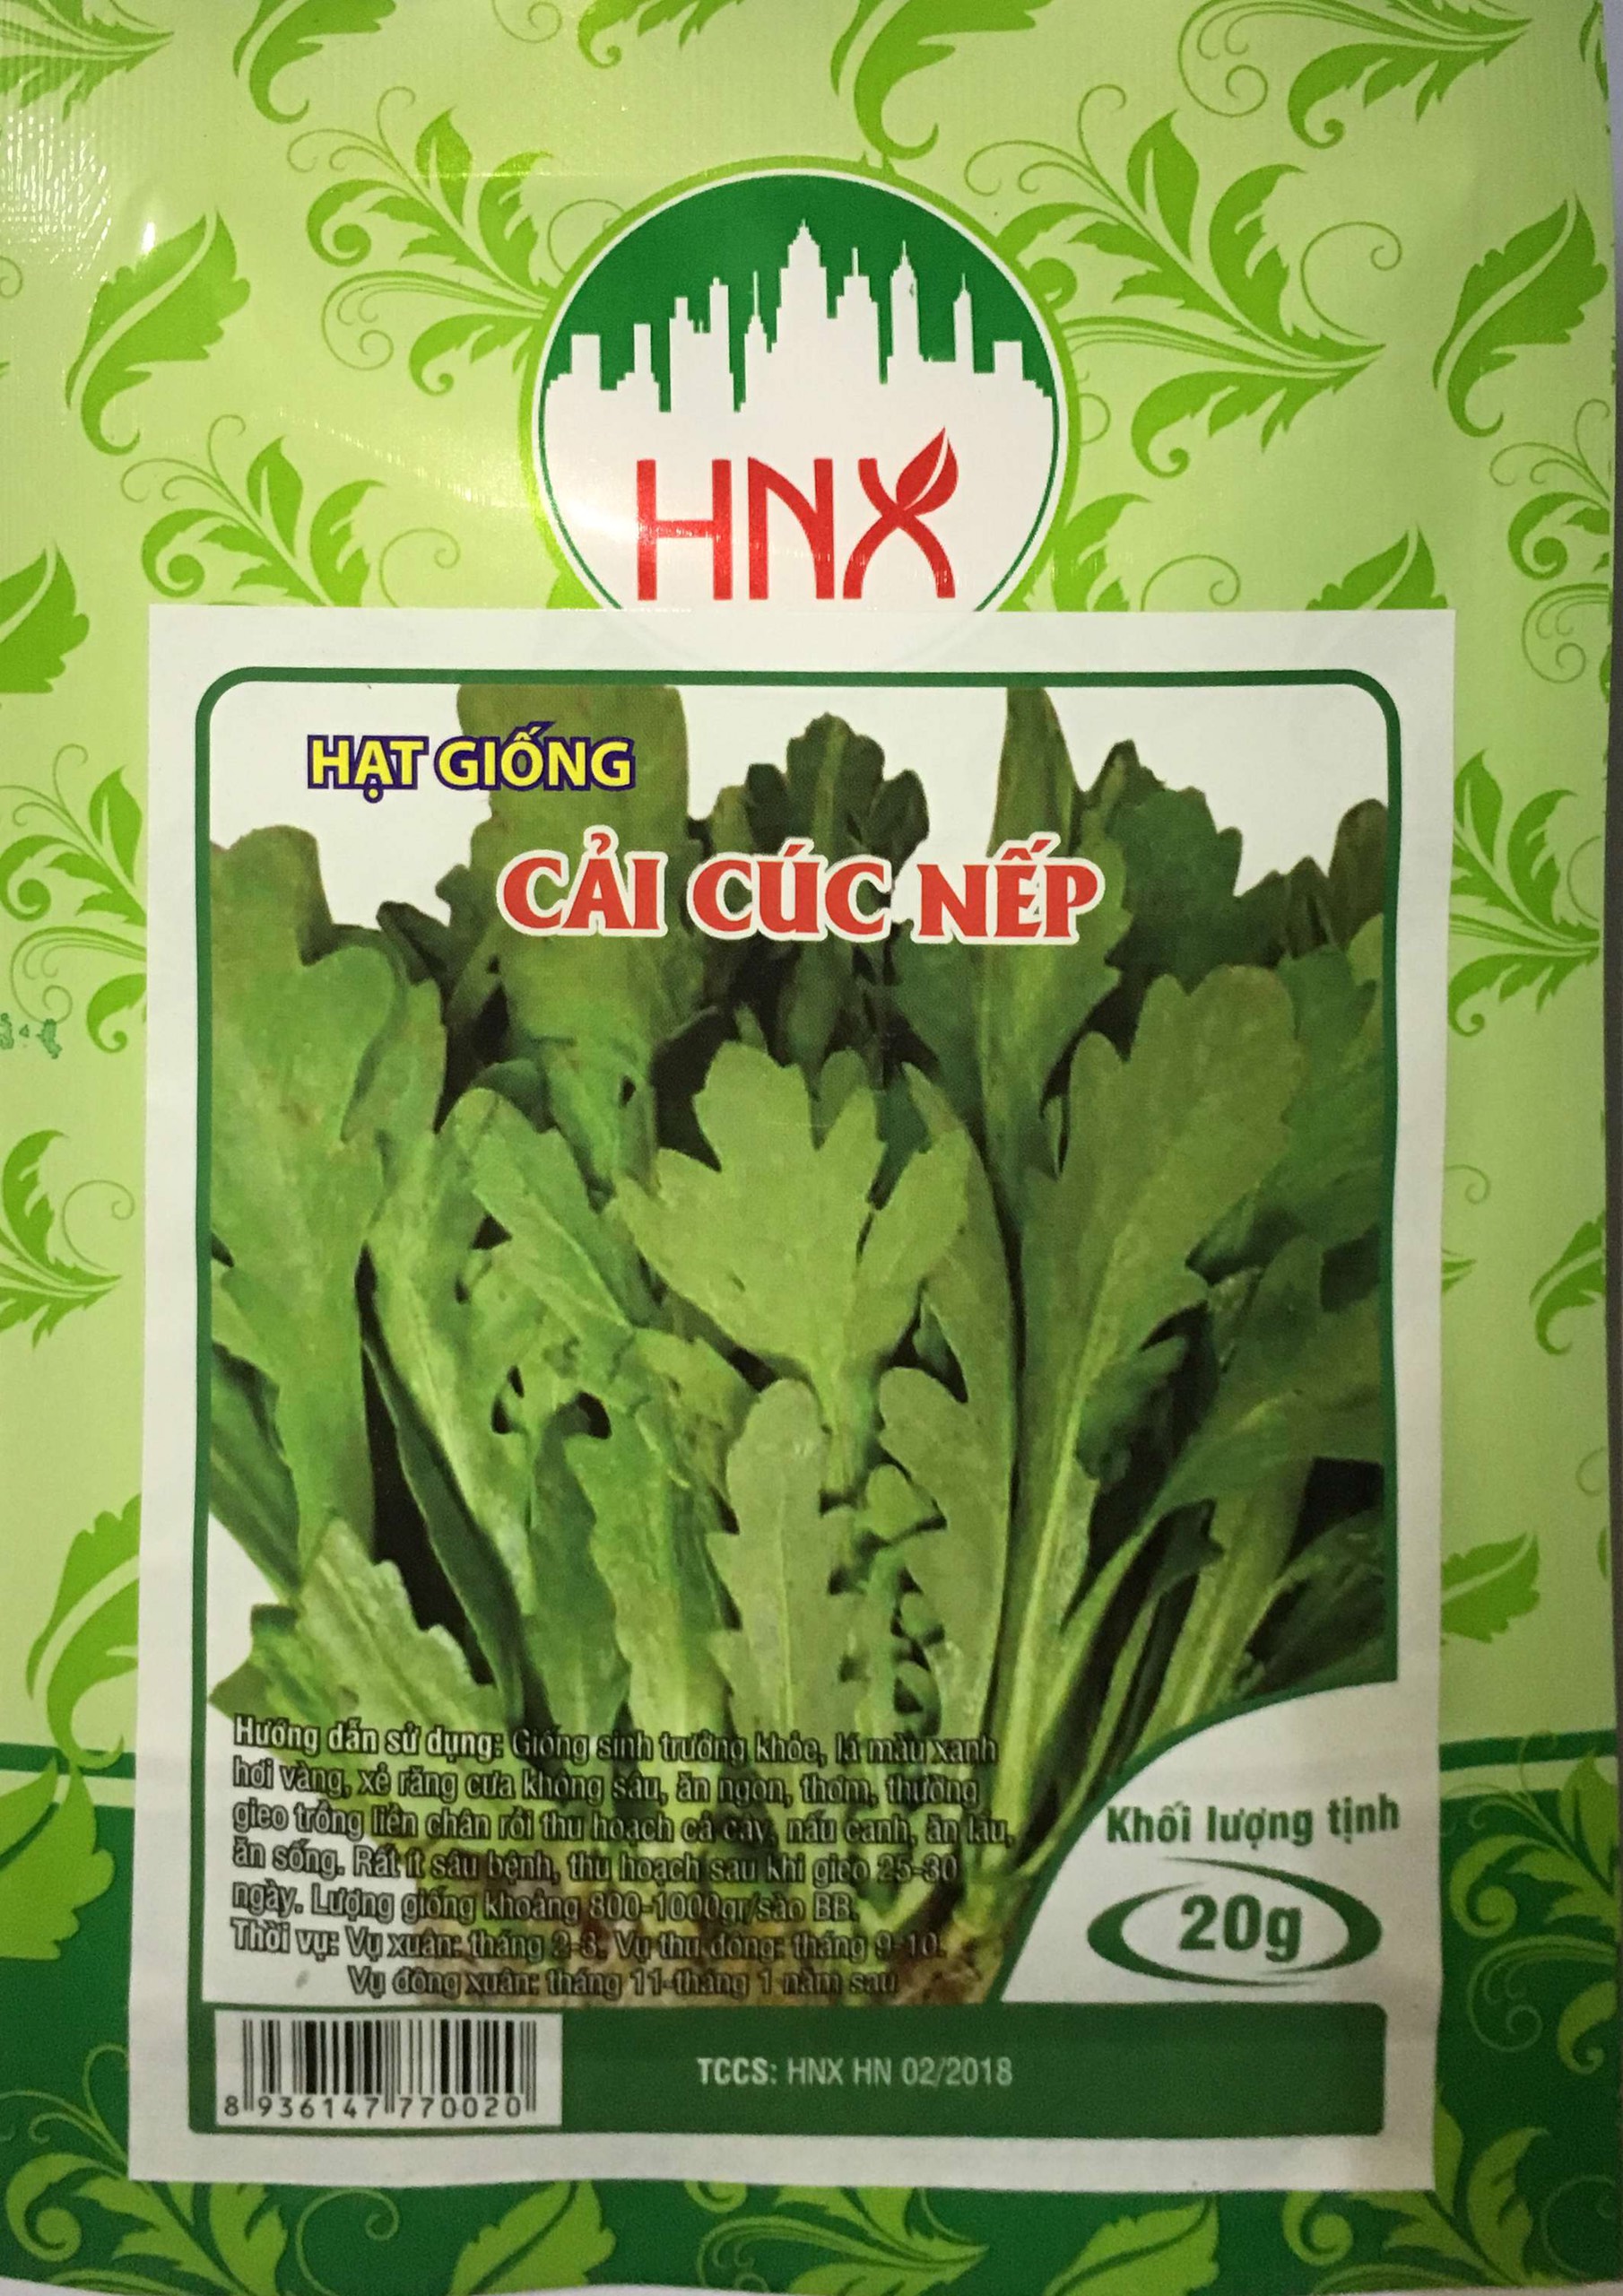 HNX
HẠT GIỐNG
CẢI CÚC NẾP
Hướng dẫn sử dụng: Giống sinh trưởng khỏe, lá màu xanh
hơi vàng, xẻ răng cưa không sâu, ăn ngon, thơm, thường
gieo trồng liền chân rồi thu hoạch cả cây, nấu canh, ăn lẩu,
ăn sống. Rất ít sâu bệnh, thu hoạch sau khi gieo 25-30
ngày. Lượng giống khoảng 800-1000gr/sào BB.
Thời vụ: Vụ xuân: tháng 2-3. Vụ thu đông: tháng 9-10.
Vụ đông xuân: tháng 11-tháng 1 năm sau
Khối lượng tịnh
20g
8 936147 770020
TCCS: HNX HN 02/2018